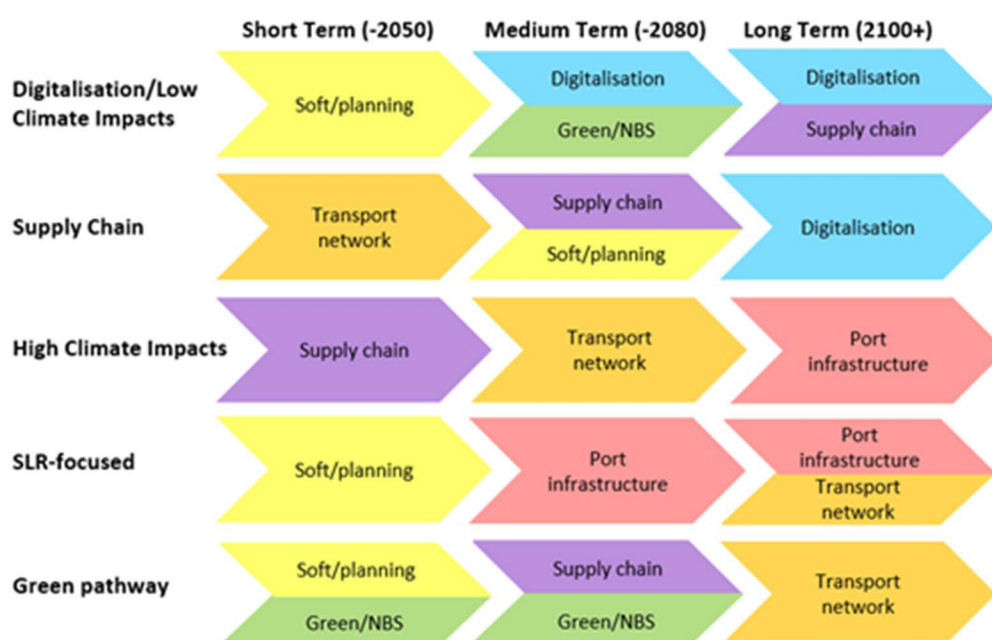 Short Term (-2050) Medium Term (-2080) Long Term (2100+)
Digitalisation/Low
Climate Impacts
Soft/planning
Digitalisation
Green/NBS
Digitalisation
Supply chain
Supply Chain
Transport
network
Supply chain
Soft/planning
Digitalisation
High Climate Impacts
Supply chain
Transport
network
Port
infrastructure
SLR-focused
Soft/planning
Port
infrastructure
Port
infrastructure
Transport
network
Green pathway
Soft/planning
Green/NBS
Supply chain
Green/NBS
Transport
network